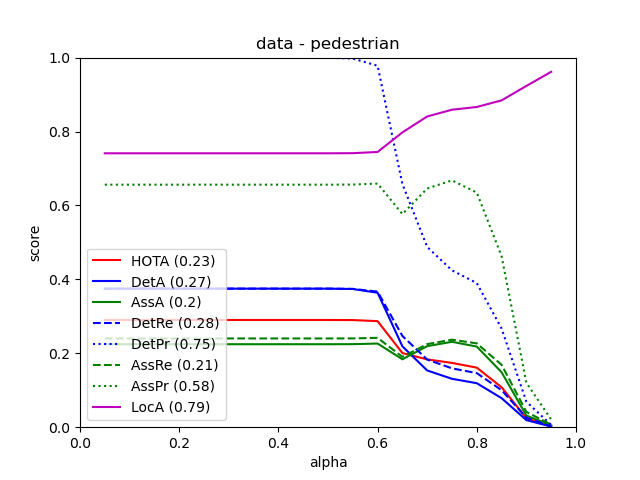 data - pedestrian
1.0
0.8
0.6
0.4
0.2
0.0
score
HOTA (0.23)
DetA (0.27)
AssA (0.2)
DetRe (0.28)
DetPr (0.75)
AssRe (0.21)
AssPr (0.58)
LocA (0.79)
0.0 0.2 0.4 0.6 0.8 1.0
alpha